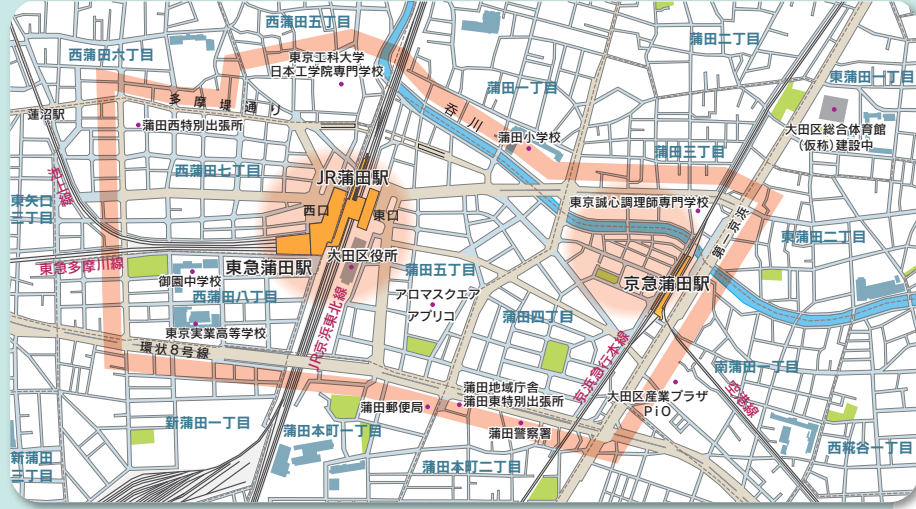 西蒲田五丁目
西蒲田六丁目
東京工科大学
日本工学院専門学校
蒲田二丁目
東蒲田一丁目
蒲田一丁目
多摩堤通り
呑川
蓮沼駅
蒲田西特別出張所
蒲田小学校
大田区総合体育館
(仮称)建設中
蒲田三丁目
西蒲田七丁目
JR蒲田駅
池上線
東矢口
三丁目
西口
東口
東京誠心調理師専門学校
第一京浜
東蒲田二丁目
東急多摩川線
東急蒲田駅
大田区役所
蒲田五丁目
京急蒲田駅
御園中学校
西蒲田八丁目
アロマスクエア
アプリコ
蒲田四丁目
東京実業高等学校
JR京浜東北線
環状8号線
京浜急行本線
南蒲田一丁目
空港線
蒲田地域庁舎
蒲田東特別出張所
大田区産業プラザ
PiO
蒲田郵便局
新蒲田一丁目
蒲田本町一丁目
蒲田警察署
西糀谷一丁目
新蒲田
三丁目
蒲田本町二丁目